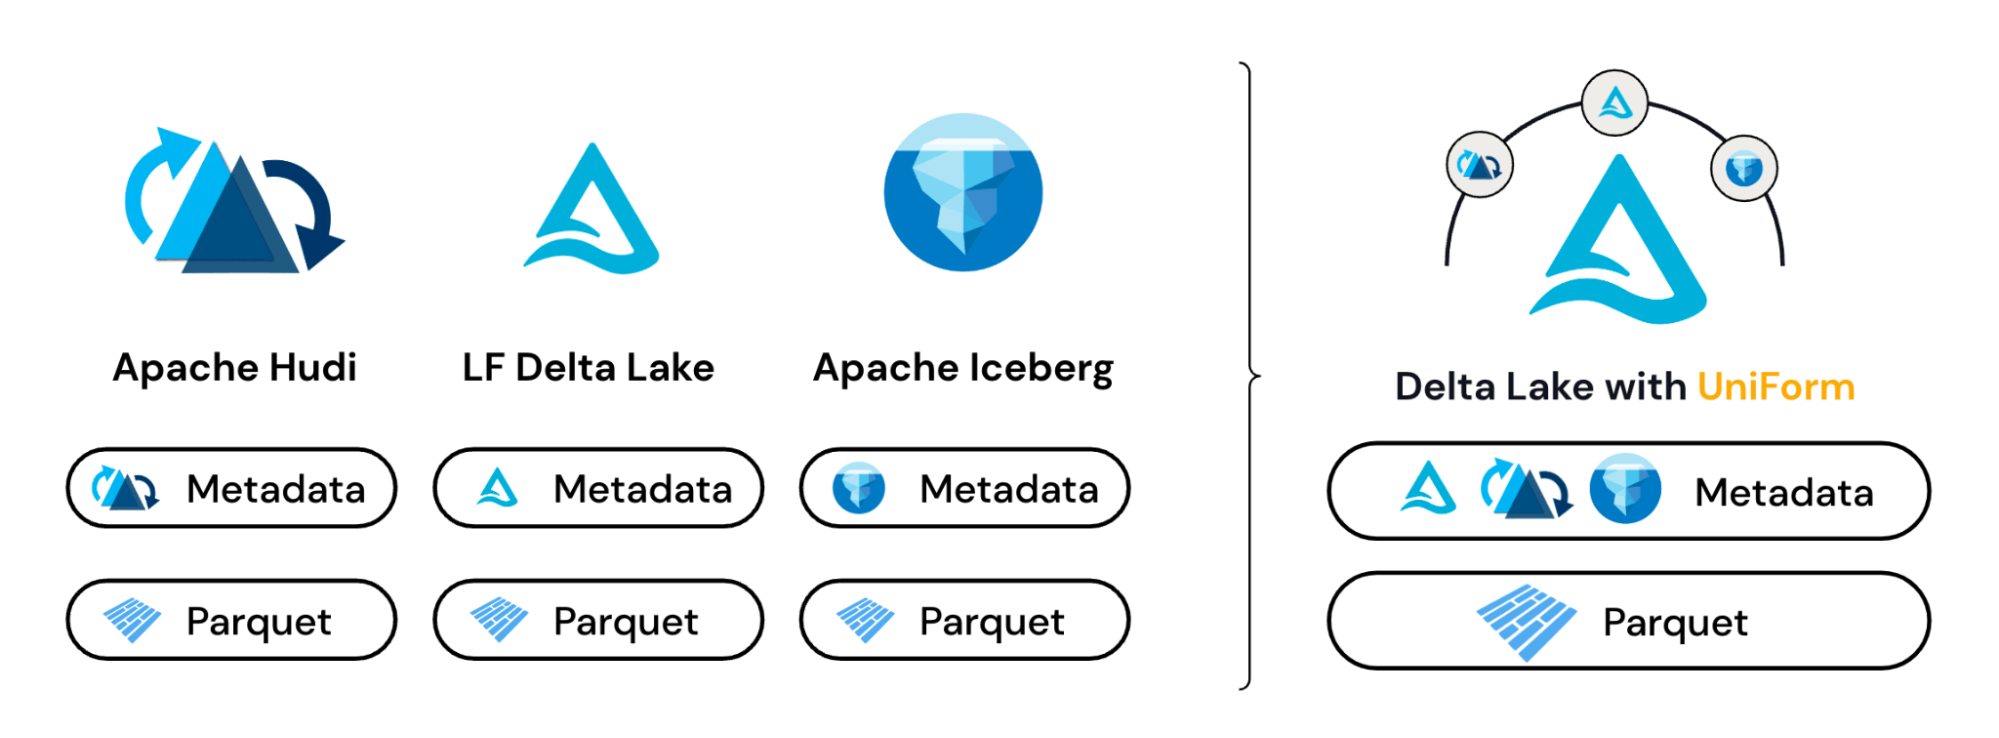 Apache Hudi
LF Delta Lake
Apache Iceberg
Metadata
Metadata
Metadata
Parquet
Parquet
Parquet
Delta Lake with UniForm
Metadata
Parquet